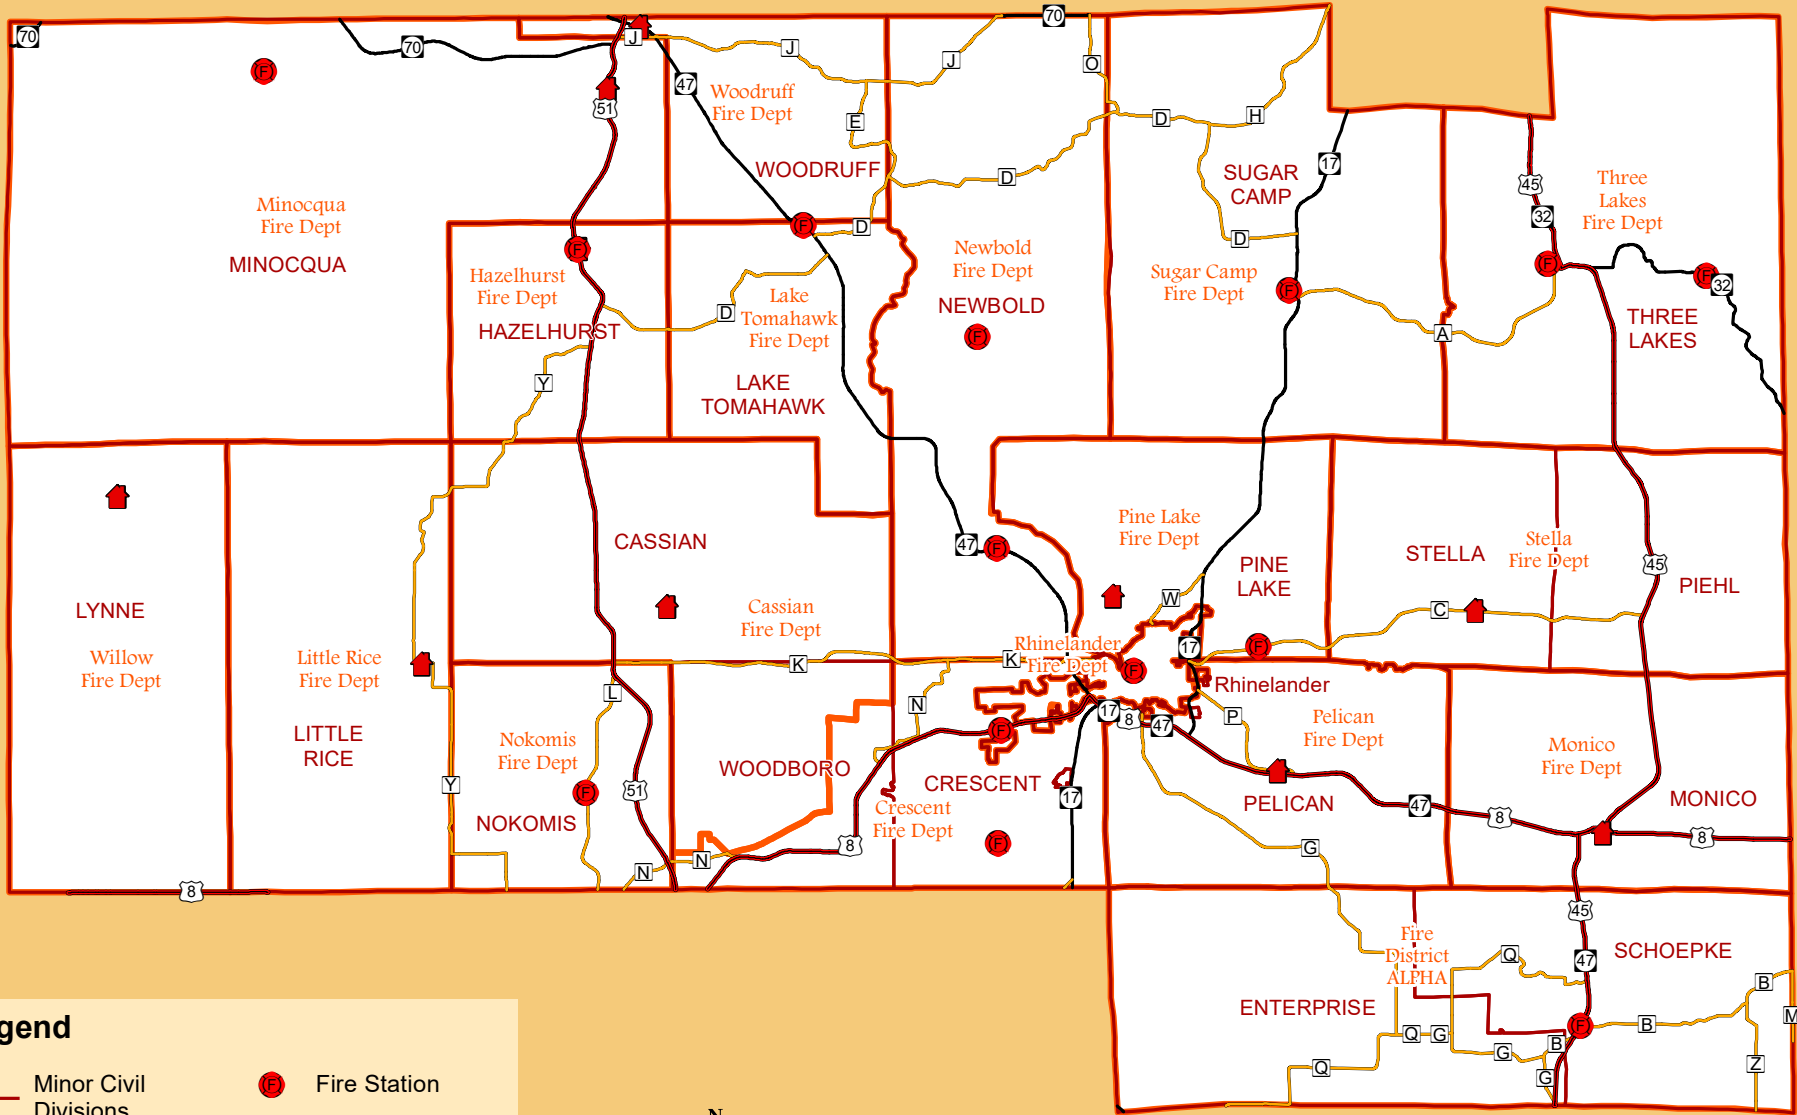 70
70
70
J
J
J
O
47
51
Woodruff
Fire Dept
E
D
H
WOODRUFF
D
SUGAR
CAMP
17
45
32
Three
Lakes
Fire Dept
Minocqua
Fire Dept
MINOCQUA
D
D
Hazelhurst
Fire Dept
HAZELHURST
D
Lake
Tomahawk
Fire Dept
Newbold
Fire Dept
NEWBOLD
Sugar Camp
Fire Dept
F
F
F
F
F
F
F
32
A
THREE
LAKES
Y
LAKE
TOMAHAWK
CASSIAN
47
F
Pine Lake
Fire Dept
PINE
LAKE
STELLA
Stella
Fire Dept
45
PIEHL
LYNNE
Willow
Fire Dept
Little Rice
Fire Dept
LITTLE
RICE
Cassian
Fire Dept
W
C
K
K
Rhinelander
Fire Dept
F
17
F
Rhinelander
L
N
P
Pelican
Fire Dept
Nokomis
Fire Dept
17
8
47
F
Monico
Fire Dept
WOODBORO
CRESCENT
Y
F
51
17
PELICAN
47
8
MONICO
8
NOKOMIS
Crescent
Fire Dept
8
F
G
N
N
8
45
Fire
District
ALPHA
Q
47
SCHOEPKE
B
ENTERPRISE
M
F
B
Q
G
B
G
Q
G
Z
gend
Minor Civil
Divisions
F
Fire Station
N